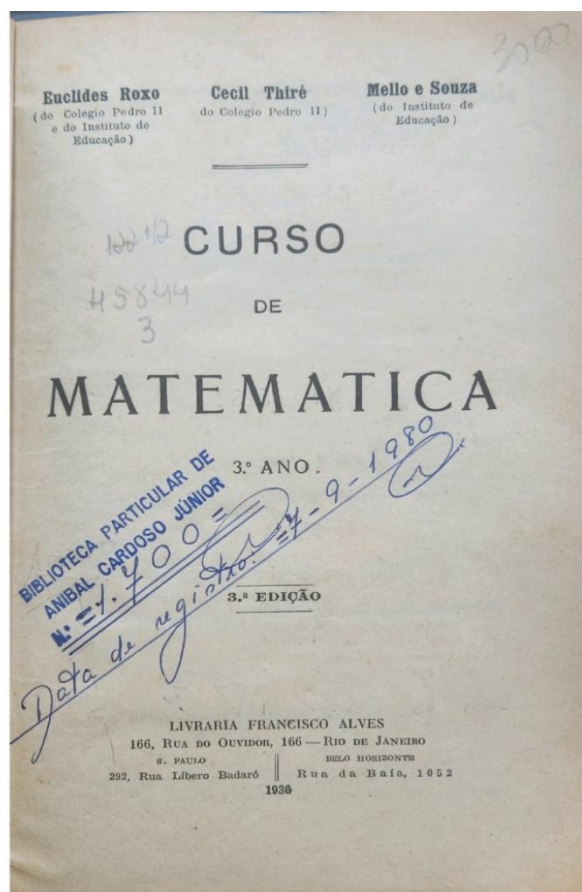 30,00
Euclides Roxo
(do Colegio Pedro II
e do Instituto de
Educação)
Cecil Thiré
do Colegio Pedro II)
Mello e Souza
(do Instituto de
Educação)
CURSO
DE
H5844
3
MATEMATICA
3.º ANO.
BIBLIOTECA PARTICULAR DE
ANIBAL CARDOSO JÚNIOR
N.º =1.700=
Data de registro: =7-9-1980
3.ª EDIÇÃO
LIVRARIA FRANCISCO ALVES
166, RUA DO OUVIDOR, 166 — RIO DE JANEIRO
S. PAULO
292, Rua Líbero Badaró
BELO HORIZONTE
Rua da Baía, 1052
1936